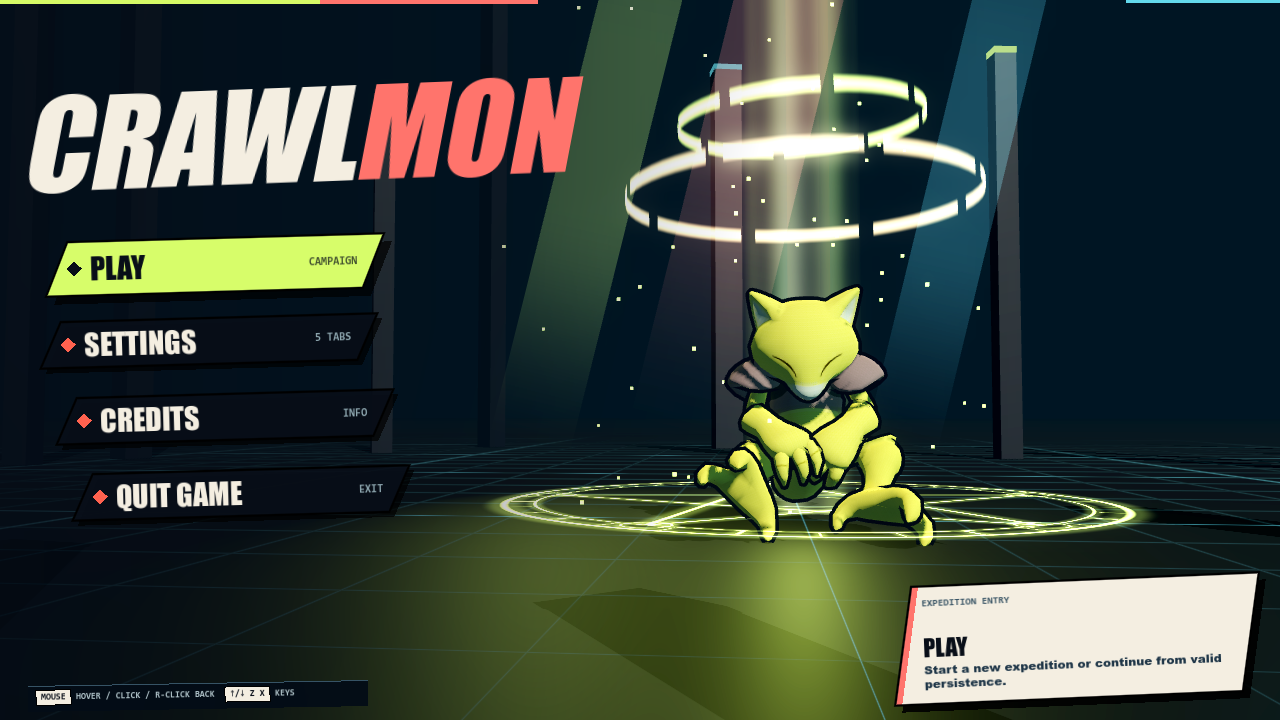 CRAWLMON
PLAY
CAMPAIGN
SETTINGS
5 TABS
CREDITS
INFO
QUIT GAME
EXIT
EXPEDITION ENTRY
PLAY
Start a new expedition or continue from valid
persistence.
MOUSE HOVER / CLICK / R-CLICK BACK ↑/↓ Z X KEYS